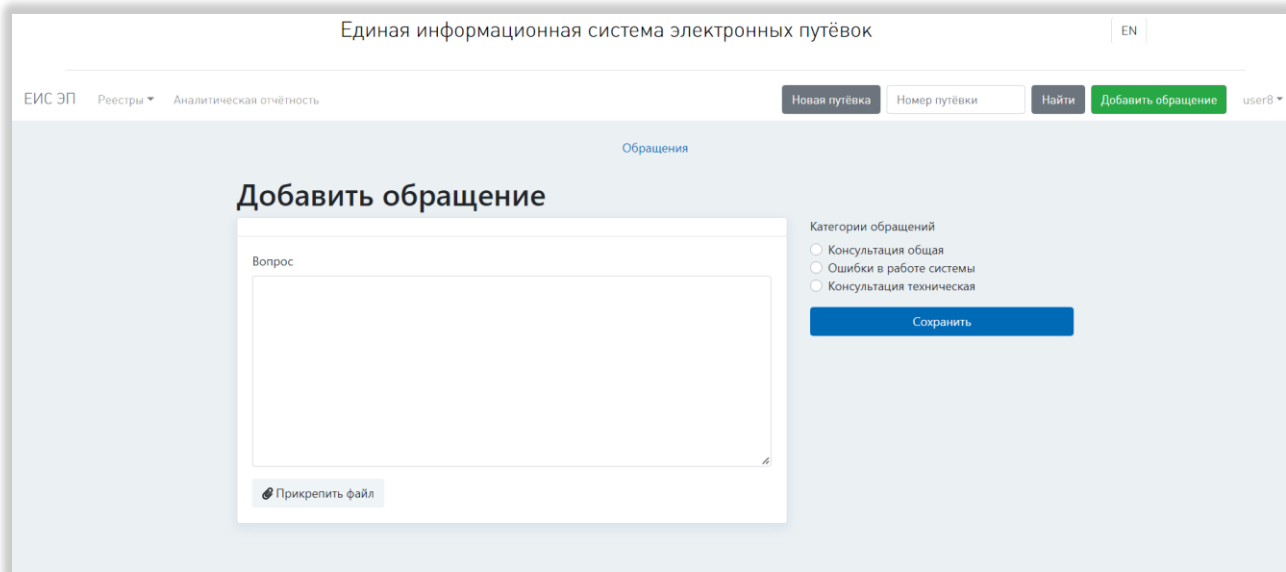 Единая информационная система электронных путёвок
EN
ЕИС ЭП Реестры Аналитическая отчётность Новая путёвка Номер путёвки Найти Добавить обращение user8
Обращения
Добавить обращение
Вопрос
Прикрепить файл
Категории обращений
Консультация общая
Ошибки в работе системы
Консультация техническая
Сохранить